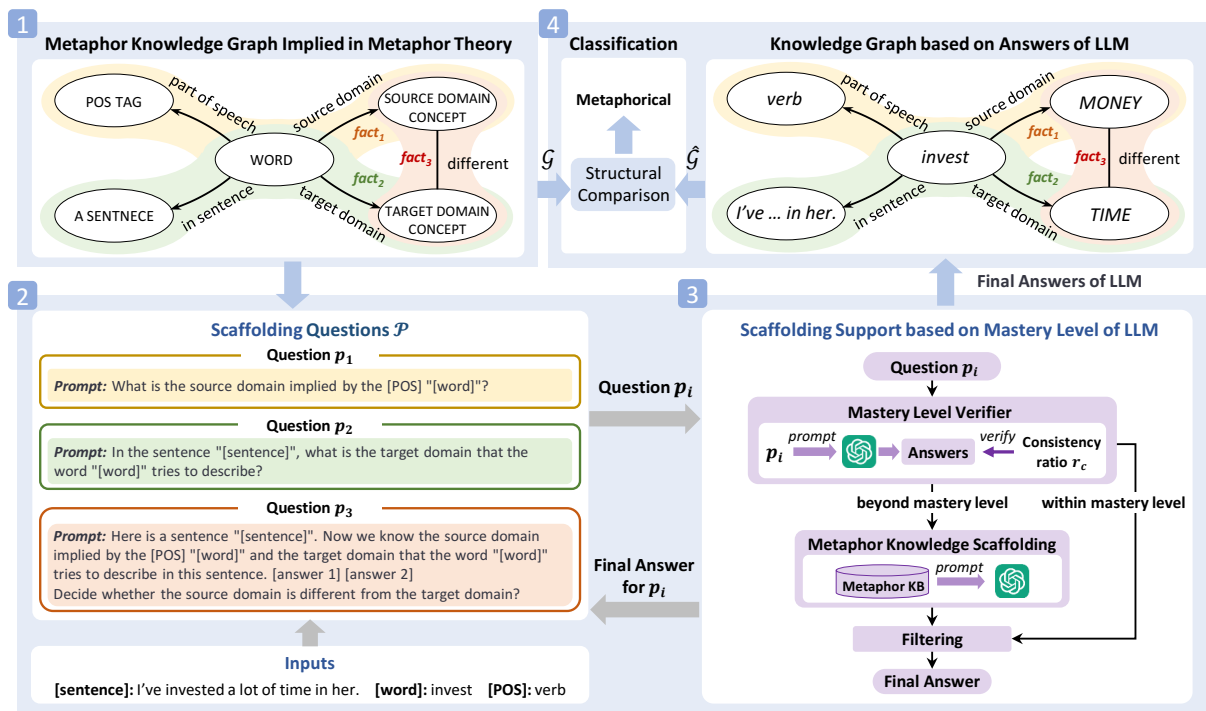 1
Metaphor Knowledge Graph Implied in Metaphor Theory
POS TAG
part of speech
source domain
SOURCE DOMAIN
CONCEPT
fact1
WORD
fact3
different
fact2
A SENTNECE
in sentence
target domain
TARGET DOMAIN
CONCEPT
4
Classification
Metaphorical
𝒢
Structural
Comparison
𝒢̂
Knowledge Graph based on Answers of LLM
verb
part of speech
source domain
MONEY
fact1
invest
fact3
different
fact2
I've ... in her.
in sentence
target domain
TIME
Final Answers of LLM
2
Scaffolding Questions 𝒫
Question p1
Prompt: What is the source domain implied by the [POS] "[word]"?
Question p2
Prompt: In the sentence "[sentence]", what is the target domain that the
word "[word]" tries to describe?
Question p3
Prompt: Here is a sentence "[sentence]". Now we know the source domain
implied by the [POS] "[word]" and the target domain that the word "[word]"
tries to describe in this sentence. [answer 1] [answer 2]
Decide whether the source domain is different from the target domain?
Inputs
[sentence]: I've invested a lot of time in her. [word]: invest [POS]: verb
Question pi
Final Answer
for pi
3
Scaffolding Support based on Mastery Level of LLM
Question pi
Mastery Level Verifier
pi
prompt
Answers
verify
Consistency
ratio rc
beyond mastery level
within mastery level
Metaphor Knowledge Scaffolding
Metaphor KB
prompt
Filtering
Final Answer